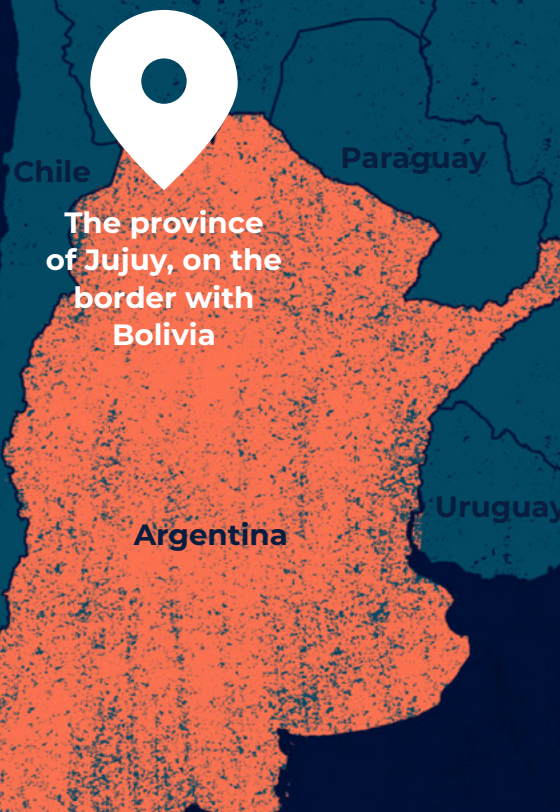 Chile
Paraguay
The province
of Jujuy, on the
border with
Bolivia
Uruguay
Argentina